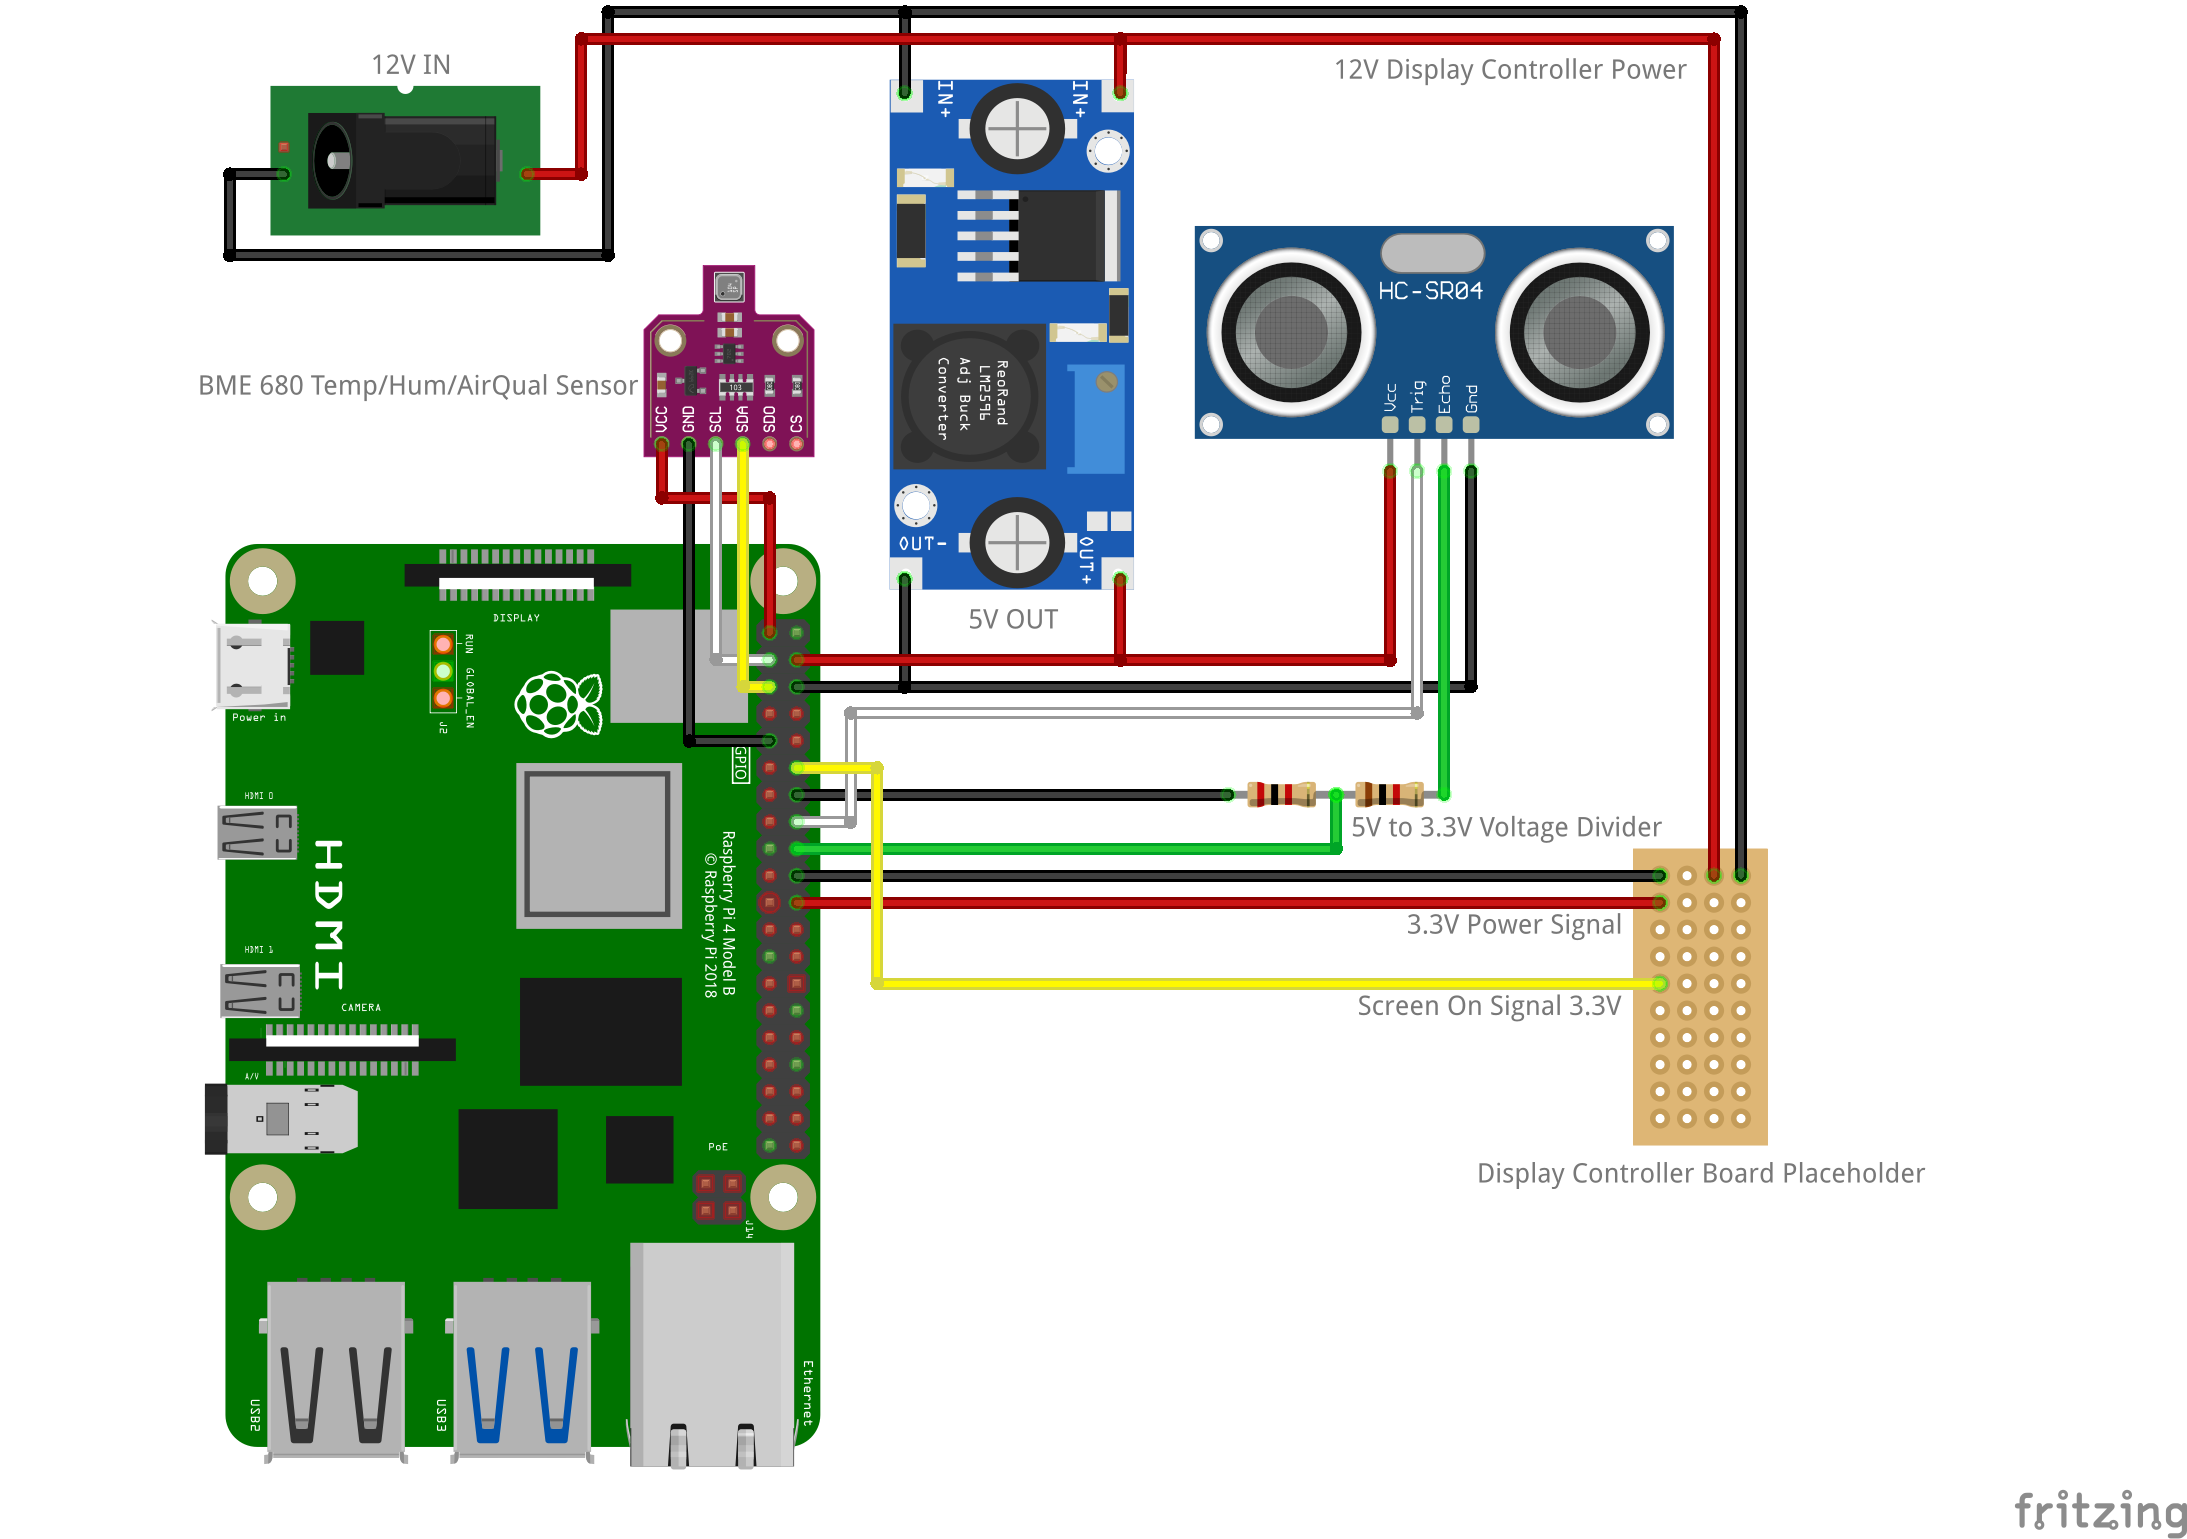 12V IN
12V Display Controller Power
IN+
IN+
HC-SR04
Vcc
Trig
Echo
Gnd
BME 680 Temp/Hum/AirQual Sensor
103
VCC
GND
SCL
SDA
SDO
CS
ReoRand
LM2596
Adj Buck
Converter
OUT-
OUT+
5V OUT
DISPLAY
RUN
GLOBAL_EN
J2
Power in
GPIO
HDMI 0
HDMI
HDMI 1
CAMERA
A/V
Raspberry Pi 4 Model B
© Raspberry Pi 2018
5V to 3.3V Voltage Divider
3.3V Power Signal
Screen On Signal 3.3V
Display Controller Board Placeholder
PoE
J14
USB2
USB3
Ethernet
fritzing